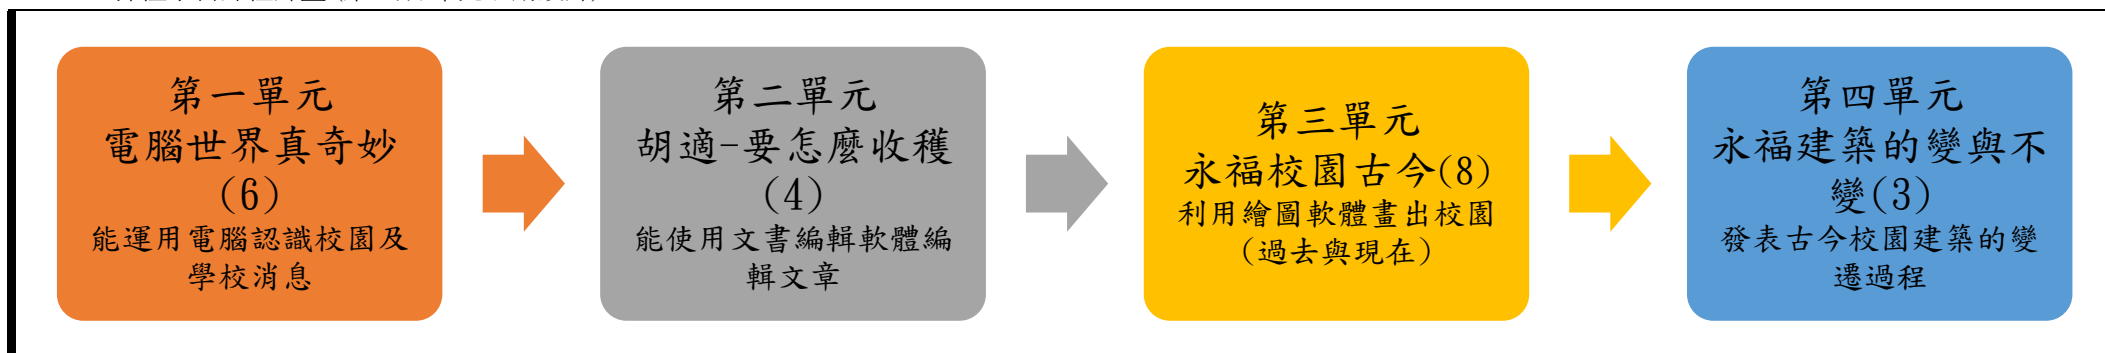 第一單元
電腦世界真奇妙
(6)
能運用電腦認識校園及
學校消息
第二單元
胡適-要怎麼收穫
(4)
能使用文書編輯軟體編
輯文章
第三單元
永福校園古今(8)
利用繪圖軟體畫出校園
(過去與現在)
第四單元
永福建築的變與不
變(3)
發表古今校園建築的變
遷過程